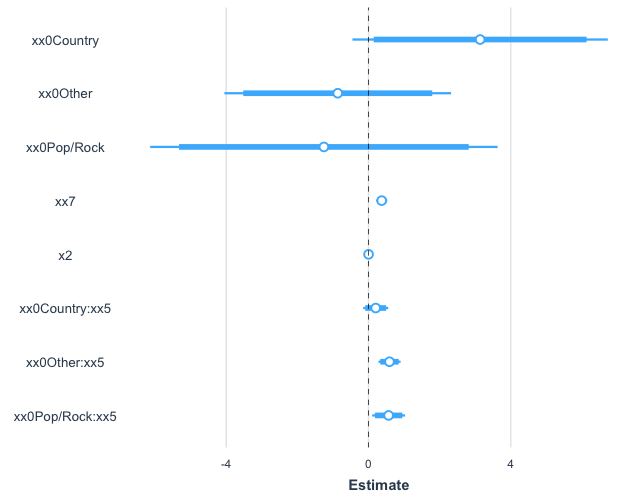 xx0Country
xx0Other
xx0Pop/Rock
xx7
x2
xx0Country:xx5
xx0Other:xx5
xx0Pop/Rock:xx5
-4 0 4
Estimate